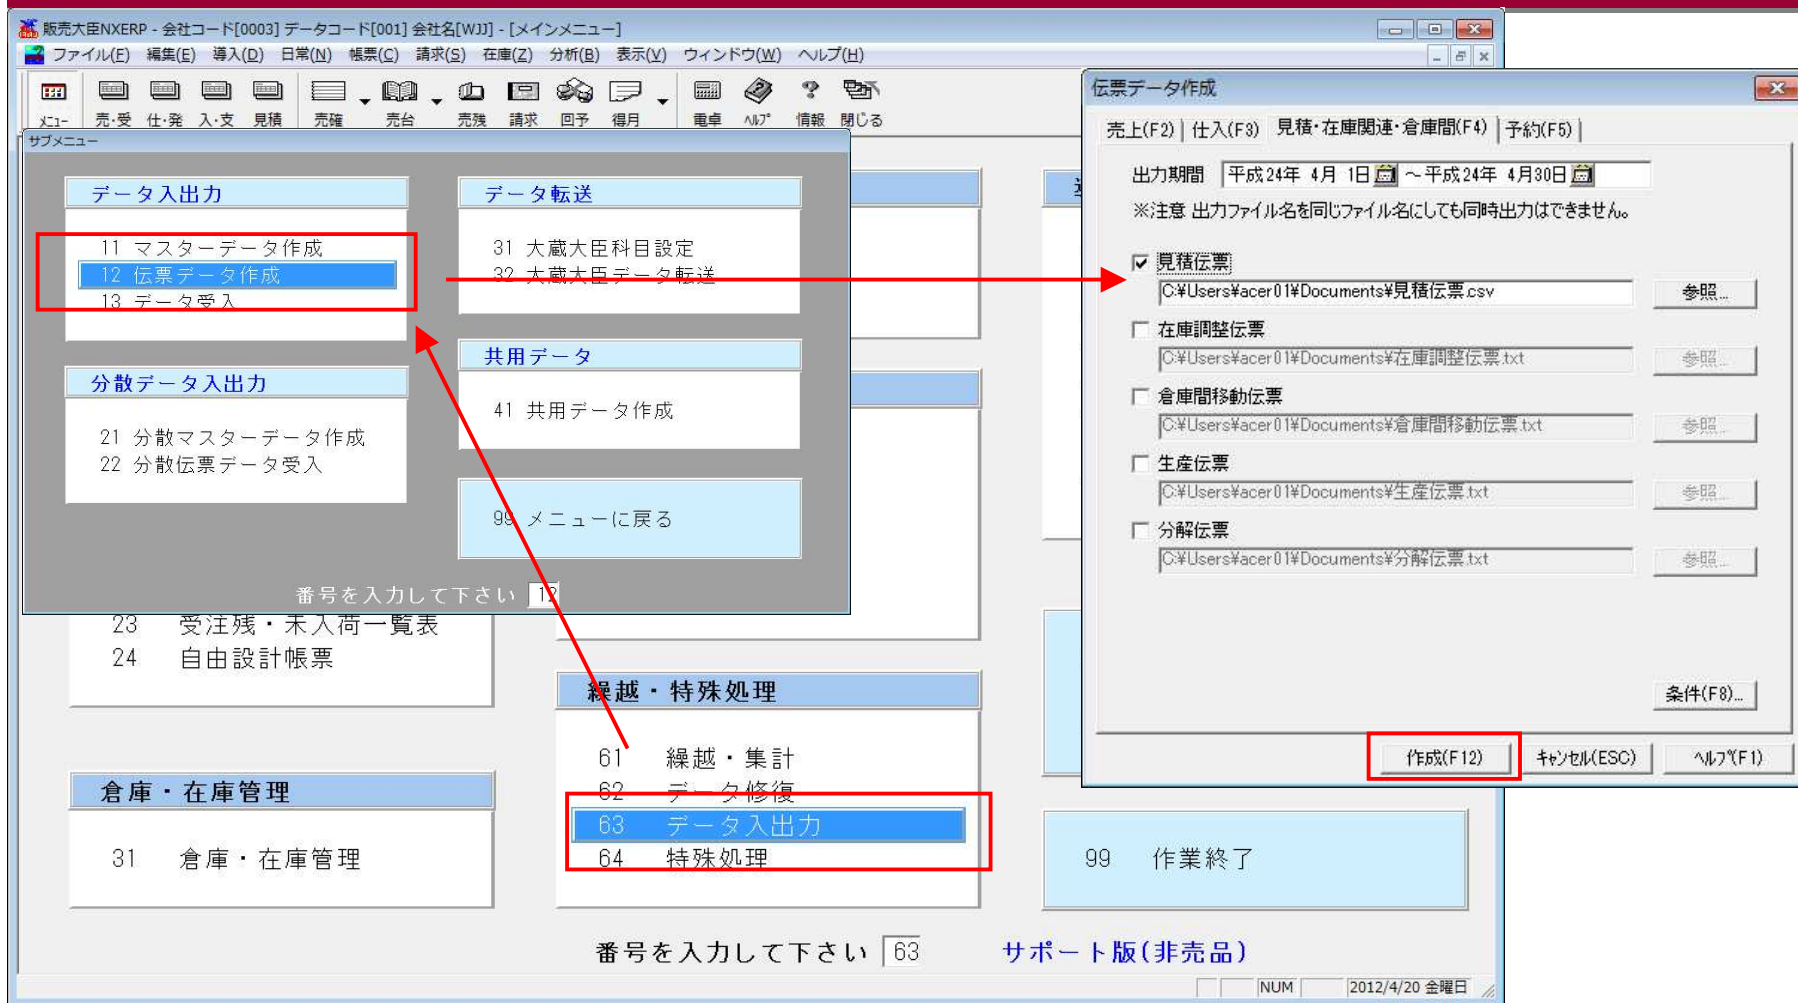 販売大臣NXERP - 会社コード[0003] データコード[001] 会社名[WJJ] - [メインメニュー]
ファイル(F) 編集(E) 導入(D) 日常(N) 帳票(C) 請求(S) 在庫(Z) 分析(B) 表示(V) ウィンドウ(W) ヘルプ(H)
ﾒﾆｭｰ 売・受 仕・発 入・支 見積 売確 売台 売残 請求 回予 得月 電卓 ﾍﾙﾌﾟ 情報 閉じる
サブメニュー
データ入出力
11 マスターデータ作成
12 伝票データ作成
13 データ受入
分散データ入出力
21 分散マスターデータ作成
22 分散伝票データ受入
データ転送
31 大蔵大臣科目設定
32 大蔵大臣データ転送
共用データ
41 共用データ作成
99 メニューに戻る
番号を入力して下さい 12
23 受注残・未入荷一覧表
24 自由設計帳票
倉庫・在庫管理
31 倉庫・在庫管理
繰越・特殊処理
61 繰越・集計
62 データ修復
63 データ入出力
64 特殊処理
99 作業終了
番号を入力して下さい 63
サポート版(非売品)
NUM 2012/4/20 金曜日
伝票データ作成
売上(F2) 仕入(F3) 見積・在庫関連・倉庫間(F4) 予約(F5)
出力期間 平成24年 4月 1日 ～平成24年 4月30日
※注意 出力ファイル名を同じファイル名にしても同時出力はできません。
見積伝票
C:¥Users¥acer01¥Documents¥見積伝票.csv 参照...
在庫調整伝票
C:¥Users¥acer01¥Documents¥在庫調整伝票.txt 参照...
倉庫間移動伝票
C:¥Users¥acer01¥Documents¥倉庫間移動伝票.txt 参照...
生産伝票
C:¥Users¥acer01¥Documents¥生産伝票.txt 参照...
分解伝票
C:¥Users¥acer01¥Documents¥分解伝票.txt 参照...
条件(F8)...
作成(F12) ｷｬﾝｾﾙ(ESC) ﾍﾙﾌﾟ(F1)